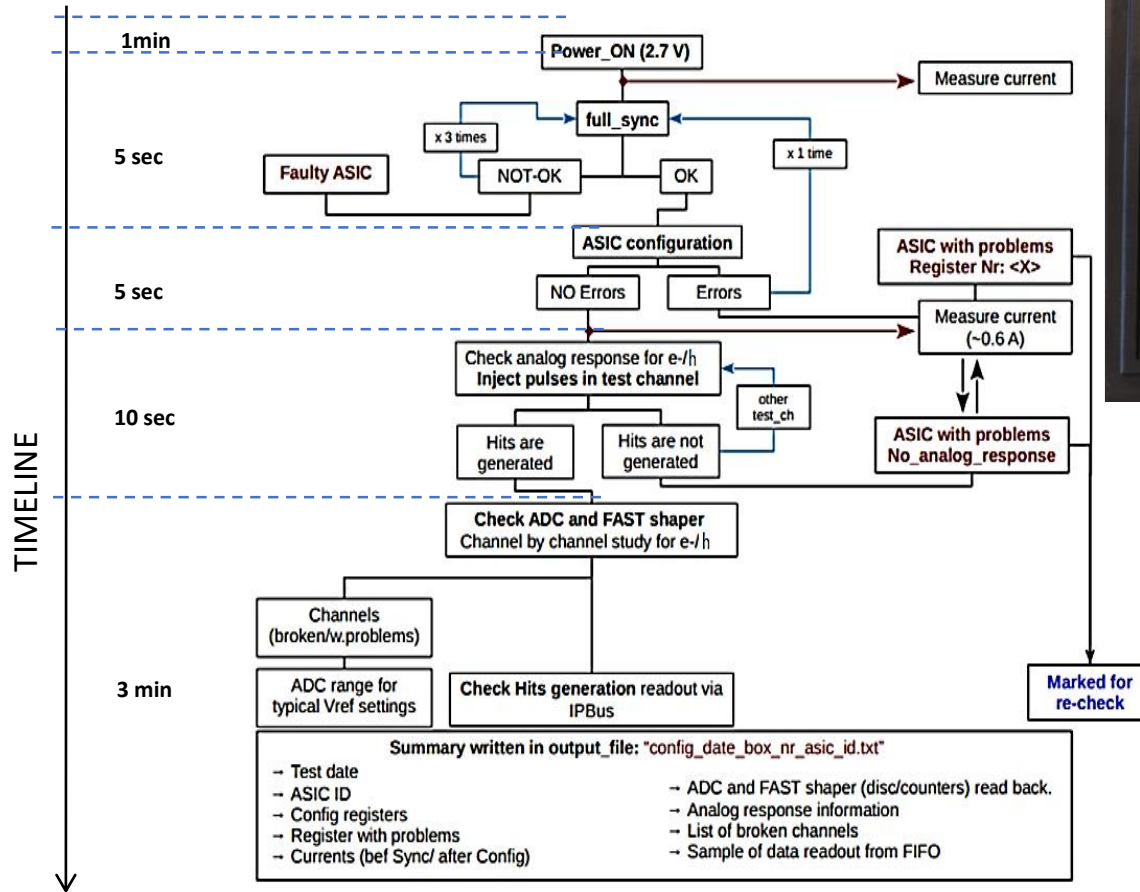 TIMELINE
1min
5 sec
5 sec
10 sec
3 min
Power_ON (2.7 V)
Measure current
full_sync
x 3 times
x 1 time
Faulty ASIC
NOT-OK
OK
ASIC configuration
NO Errors
Errors
ASIC with problems
Register Nr: <X>
Measure current
(~0.6 A)
Check analog response for e-/h
Inject pulses in test channel
other
test_ch
Hits are
generated
Hits are not
generated
ASIC with problems
No_analog_response
Check ADC and FAST shaper
Channel by channel study for e-/h
Channels
(broken/w.problems)
ADC range for
typical Vref settings
Check Hits generation readout via
IPBus
Marked for
re-check
Summary written in output_file: "config_date_box_nr_asic_id.txt"
→ Test date
→ ASIC ID
→ Config registers
→ Register with problems
→ Currents (bef Sync/ after Config)
→ ADC and FAST shaper (disc/counters) read back.
→ Analog response information
→ List of broken channels
→ Sample of data readout from FIFO